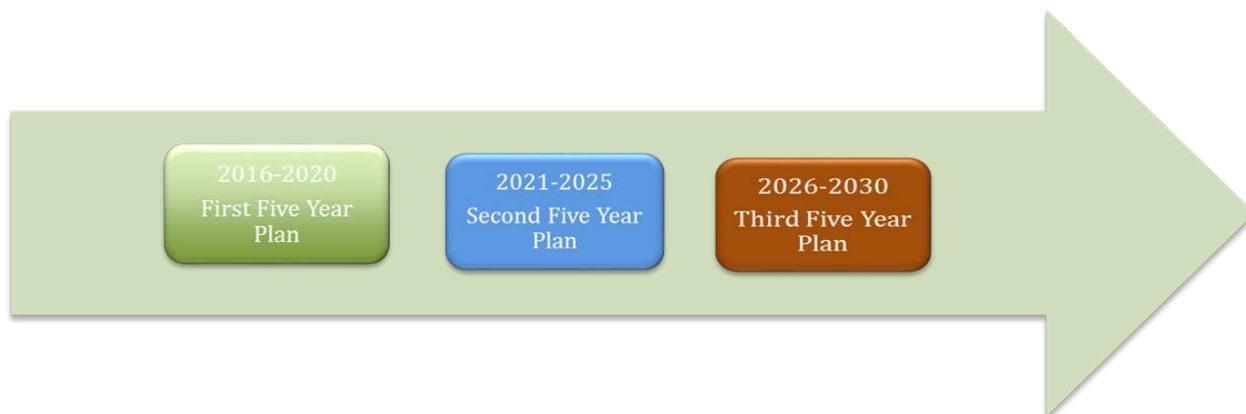 2016-2020
First Five Year
Plan
2021-2025
Second Five Year
Plan
2026-2030
Third Five Year
Plan